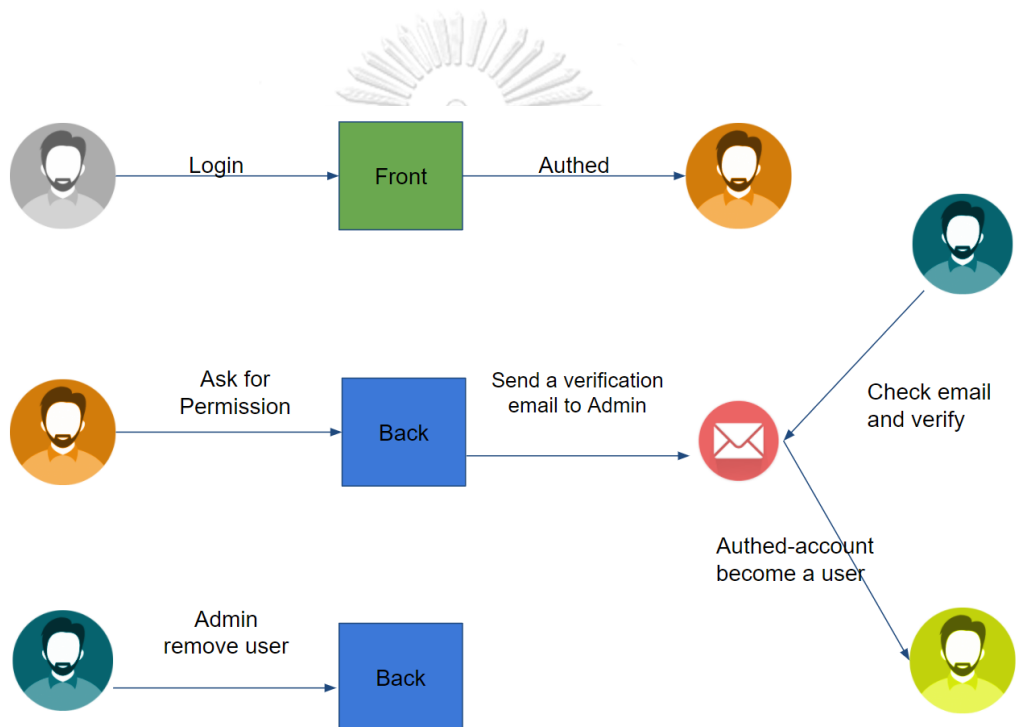 Login
Front
Authed
Ask for
Permission
Back
Send a verification
email to Admin
Check email
and verify
Authed-account
become a user
Admin
remove user
Back